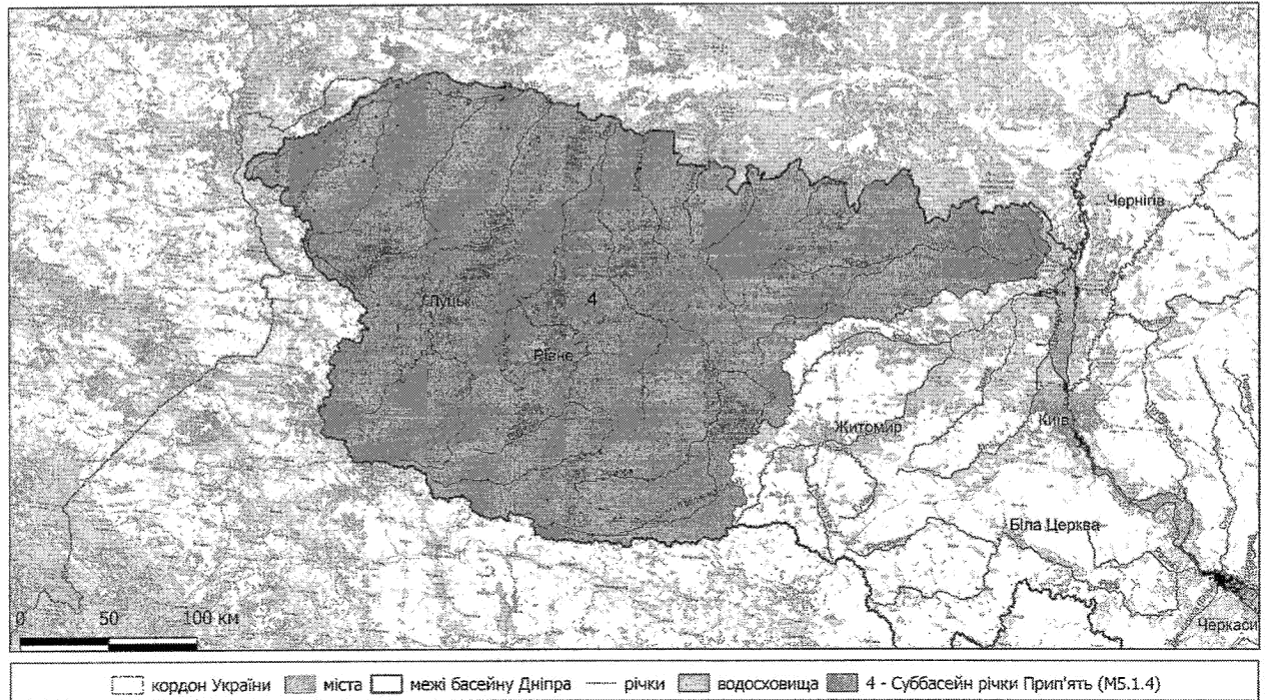 Чернігів
Луцьк
4
Рівне
Житомир
Київ
Біла Церква
0 50 100 км
Черкаси
кордон України міста межі басейну Дніпра річки водосховища 4 - Суббасейн річки Прип'ять (М5.1.4)